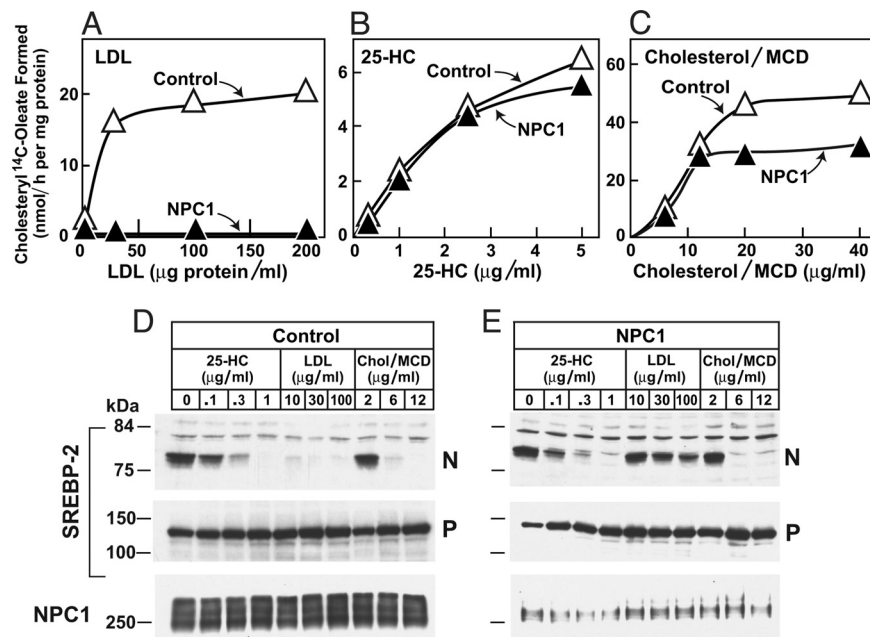 A
B
C
Cholesteryl ¹⁴C-Oleate Formed
(nmol/h per mg protein)
LDL
Control
NPC1
20
10
0
0 50 100 150 200
LDL (μg protein/ml)
25-HC
Control
NPC1
6
4
2
0
0 1 2 3 4 5
25-HC (μg/ml)
Cholesterol/MCD
Control
NPC1
60
40
20
0
0 10 20 30 40
Cholesterol/MCD (μg/ml)
D
Control
25-HC LDL Chol/MCD
(μg/ml) (μg/ml) (μg/ml)
0 .1 .3 1 10 30 100 2 6 12
kDa
84
75
N
SREBP-2
150
100
P
NPC1
250
E
NPC1
25-HC LDL Chol/MCD
(μg/ml) (μg/ml) (μg/ml)
0 .1 .3 1 10 30 100 2 6 12
N
P